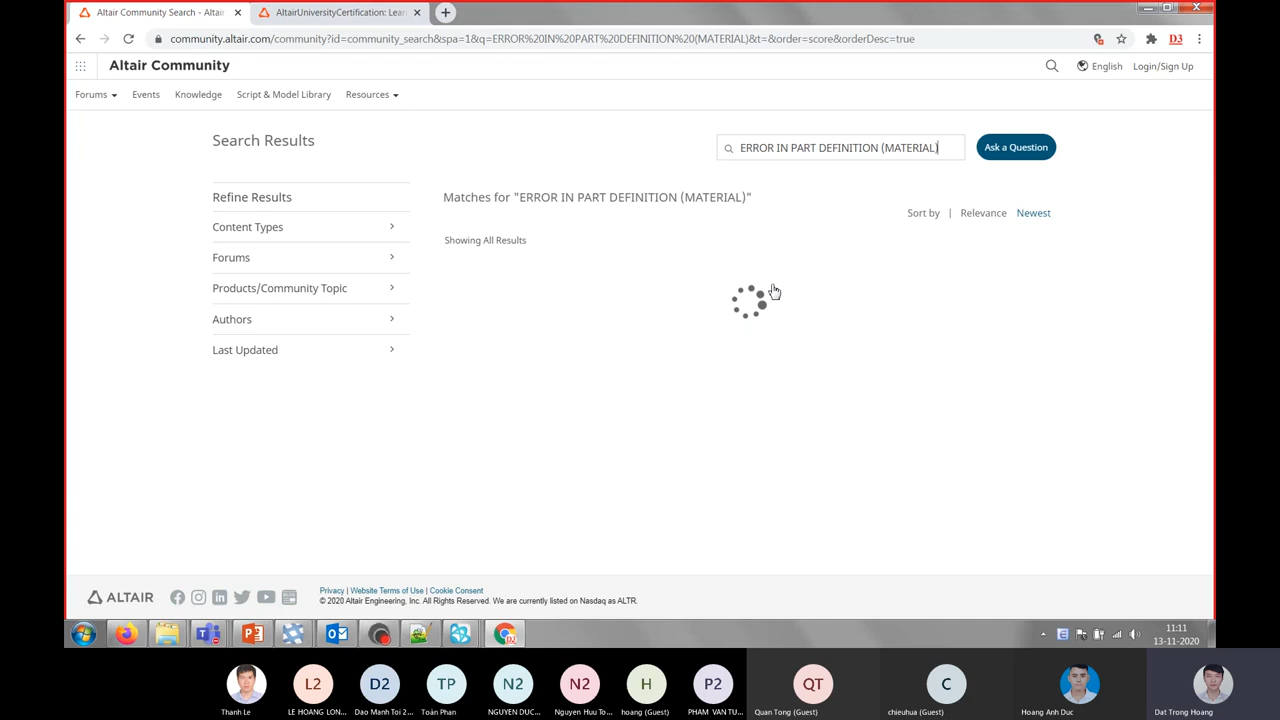 Altair Community Search - Altair
AltairUniversityCertification: Lear
community.altair.com/community?id=community_search&spa=1&q=ERROR%20IN%20PART%20DEFINITION%20(MATERIAL)&t=&order=score&orderDesc=true
D3
Altair Community
English
Login/Sign Up
Forums
Events
Knowledge
Script & Model Library
Resources
Search Results
ERROR IN PART DEFINITION (MATERIAL)
Ask a Question
Refine Results
Matches for "ERROR IN PART DEFINITION (MATERIAL)"
Sort by | Relevance Newest
Content Types
Showing All Results
Forums
Products/Community Topic
Authors
Last Updated
ALTAIR
Privacy | Website Terms of Use | Cookie Consent
© 2020 Altair Engineering, Inc. All Rights Reserved. We are currently listed on Nasdaq as ALTR.
11:11
13-11-2020
L2
D2
TP
N2
N2
H
P2
QT
C
Thanh Le
LE HOANG LON...
Dao Manh Toi 2...
Toàn Phan
NGUYEN DUC...
Nguyen Huu To...
hoang (Guest)
PHAM VAN TU...
Quan Tong (Guest)
chieuhua (Guest)
Hoang Anh Duc
Dat Trong Hoang